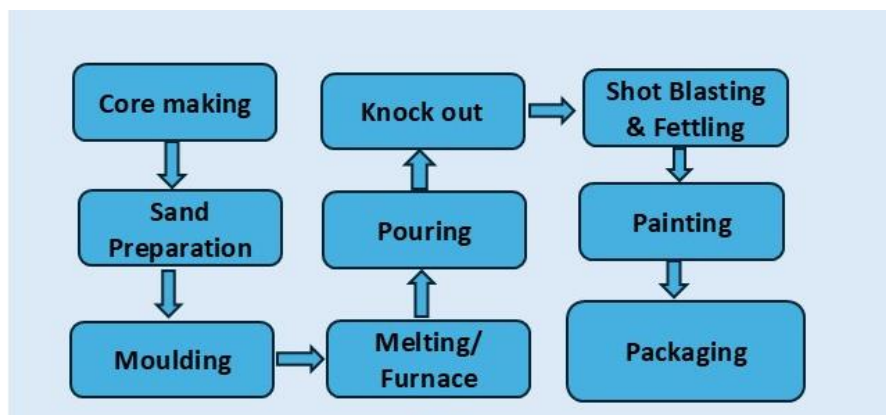 Core making
Sand
Preparation
Moulding
Melting/
Furnace
Pouring
Knock out
Shot Blasting
& Fettling
Painting
Packaging